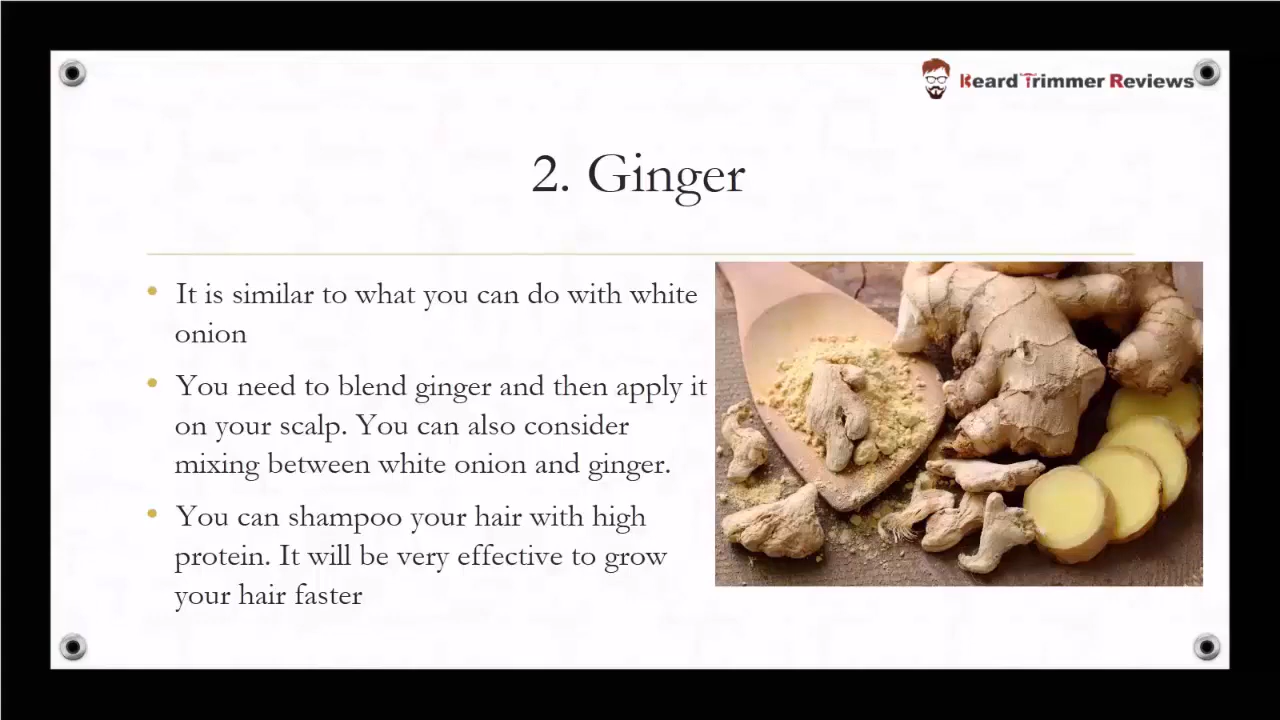 Keard Trimmer Reviews
2. Ginger
• It is similar to what you can do with white
onion
• You need to blend ginger and then apply it
on your scalp. You can also consider
mixing between white onion and ginger.
• You can shampoo your hair with high
protein. It will be very effective to grow
your hair faster